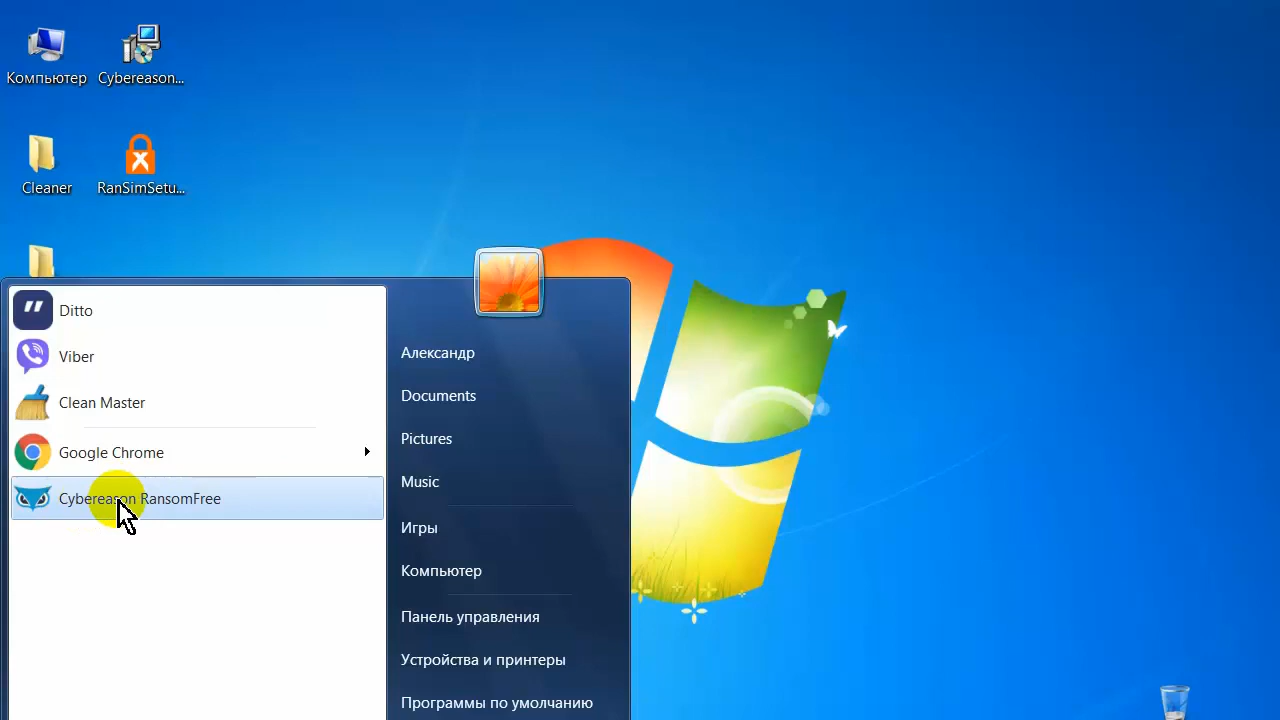 Компьютер
Cybereason...
Cleaner
RanSimSetu...
Ditto
Viber
Clean Master
Google Chrome
Cybereason RansomFree
Александр
Documents
Pictures
Music
Игры
Компьютер
Панель управления
Устройства и принтеры
Программы по умолчанию